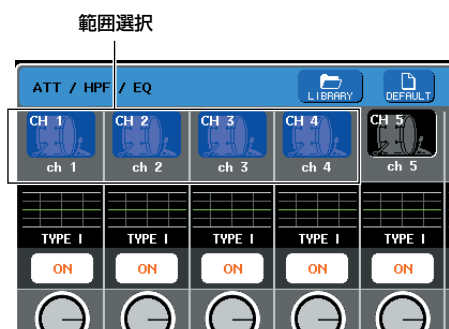 範囲選択
ATT / HPF / EQ
LIBRARY
DEFAULT
CH 1 CH 2 CH 3 CH 4 CH 5
ch 1 ch 2 ch 3 ch 4 ch 5
TYPE I TYPE I TYPE I TYPE I TYPE I
ON ON ON ON ON